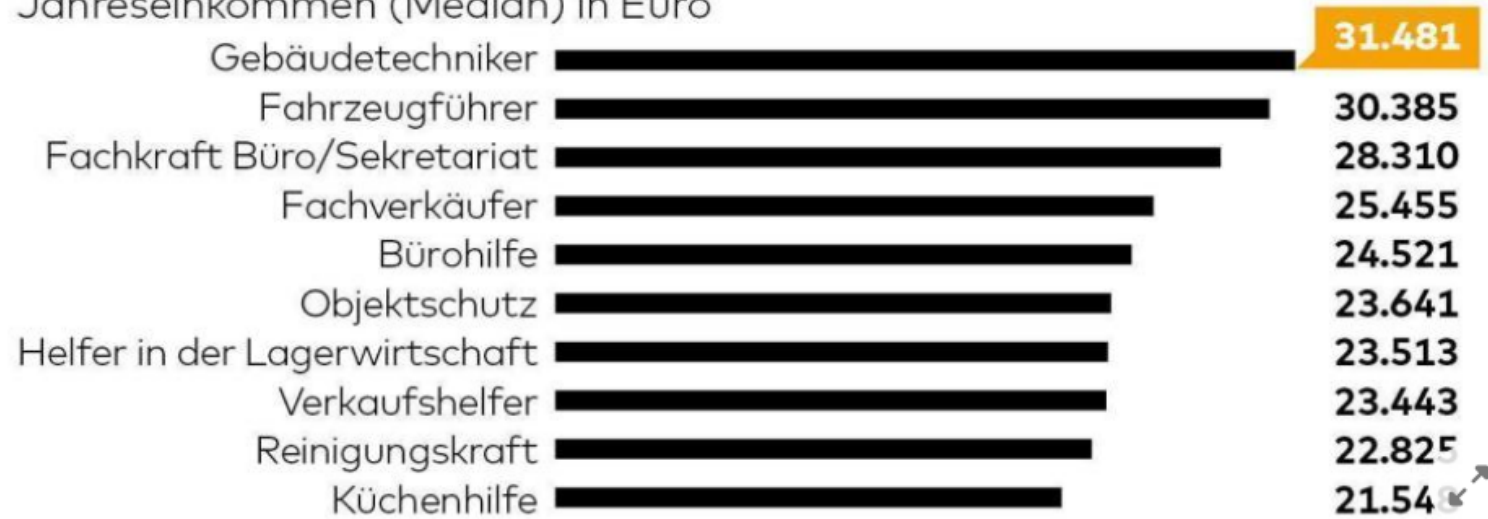 Jahreseinkommen (Median) in Euro
Gebäudetechniker 31.481
Fahrzeugführer 30.385
Fachkraft Büro/Sekretariat 28.310
Fachverkäufer 25.455
Bürohilfe 24.521
Objektschutz 23.641
Helfer in der Lagerwirtschaft 23.513
Verkaufshelfer 23.443
Reinigungskraft 22.825
Küchenhilfe 21.548